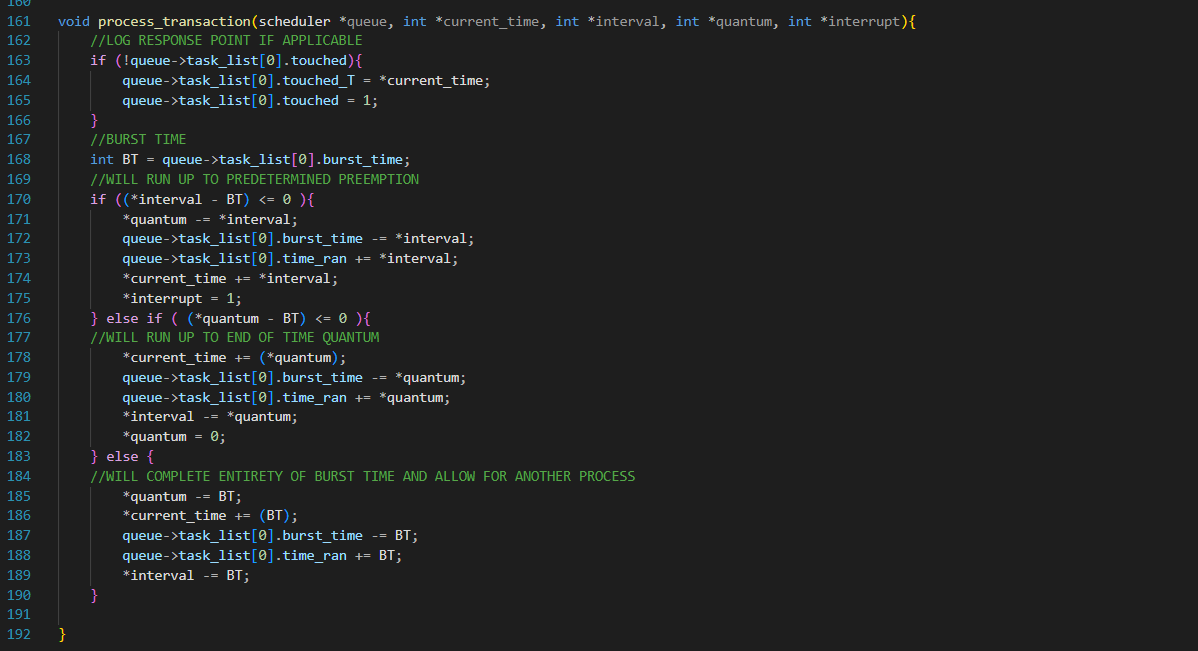 160
161 void process_transaction(scheduler *queue, int *current_time, int *interval, int *quantum, int *interrupt){
162     //LOG RESPONSE POINT IF APPLICABLE
163     if (!queue->task_list[0].touched){
164         queue->task_list[0].touched_T = *current_time;
165         queue->task_list[0].touched = 1;
166     }
167     //BURST TIME
168     int BT = queue->task_list[0].burst_time;
169     //WILL RUN UP TO PREDETERMINED PREEMPTION
170     if ((*interval - BT) <= 0 ){
171         *quantum -= *interval;
172         queue->task_list[0].burst_time -= *interval;
173         queue->task_list[0].time_ran += *interval;
174         *current_time += *interval;
175         *interrupt = 1;
176     } else if ( (*quantum - BT) <= 0 ){
177     //WILL RUN UP TO END OF TIME QUANTUM
178         *current_time += (*quantum);
179         queue->task_list[0].burst_time -= *quantum;
180         queue->task_list[0].time_ran += *quantum;
181         *interval -= *quantum;
182         *quantum = 0;
183     } else {
184     //WILL COMPLETE ENTIRETY OF BURST TIME AND ALLOW FOR ANOTHER PROCESS
185         *quantum -= BT;
186         *current_time += (BT);
187         queue->task_list[0].burst_time -= BT;
188         queue->task_list[0].time_ran += BT;
189         *interval -= BT;
190     }
191
192 }